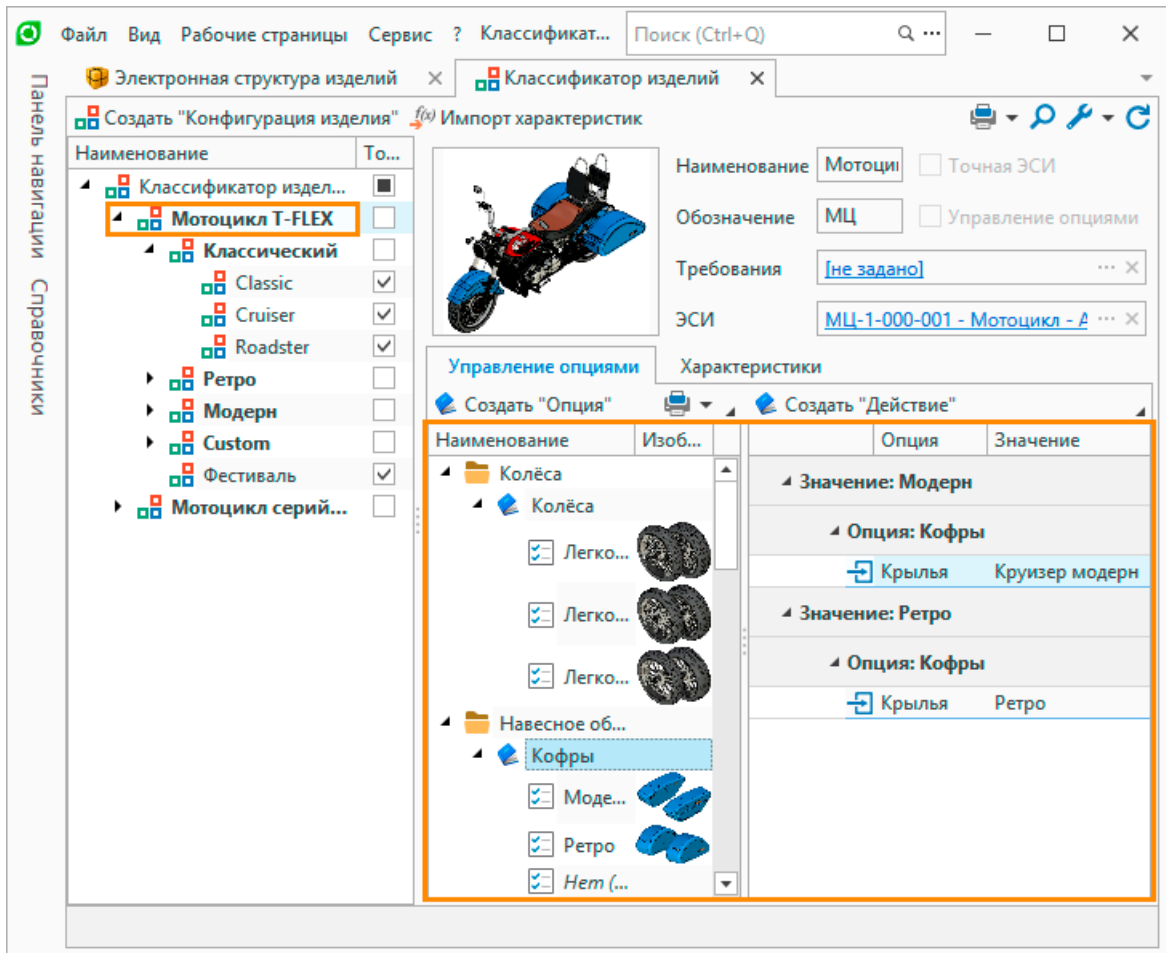 Файл Вид Рабочие страницы Сервис ? Классификат... Поиск (Ctrl+Q)
Панель навигации
Справочники
Электронная структура изделий
Классификатор изделий
Создать "Конфигурация изделия" f(x) Импорт характеристик
Наименование То...
Классификатор издел...
Мотоцикл T-FLEX
Классический
Classic
Cruiser
Roadster
Ретро
Модерн
Custom
Фестиваль
Мотоцикл серий...
Наименование Мотоци Точная ЭСИ
Обозначение МЦ Управление опциями
Требования [не задано] ...
ЭСИ МЦ-1-000-001 - Мотоцикл - А ...
Управление опциями Характеристики
Создать "Опция" Создать "Действие"
Наименование Изоб...
Колёса
Колёса
Легко...
Легко...
Легко...
Навесное об...
Кофры
Моде...
Ретро
Нет (...
Опция Значение
Значение: Модерн
Опция: Кофры
Крылья Круизер модерн
Значение: Ретро
Опция: Кофры
Крылья Ретро